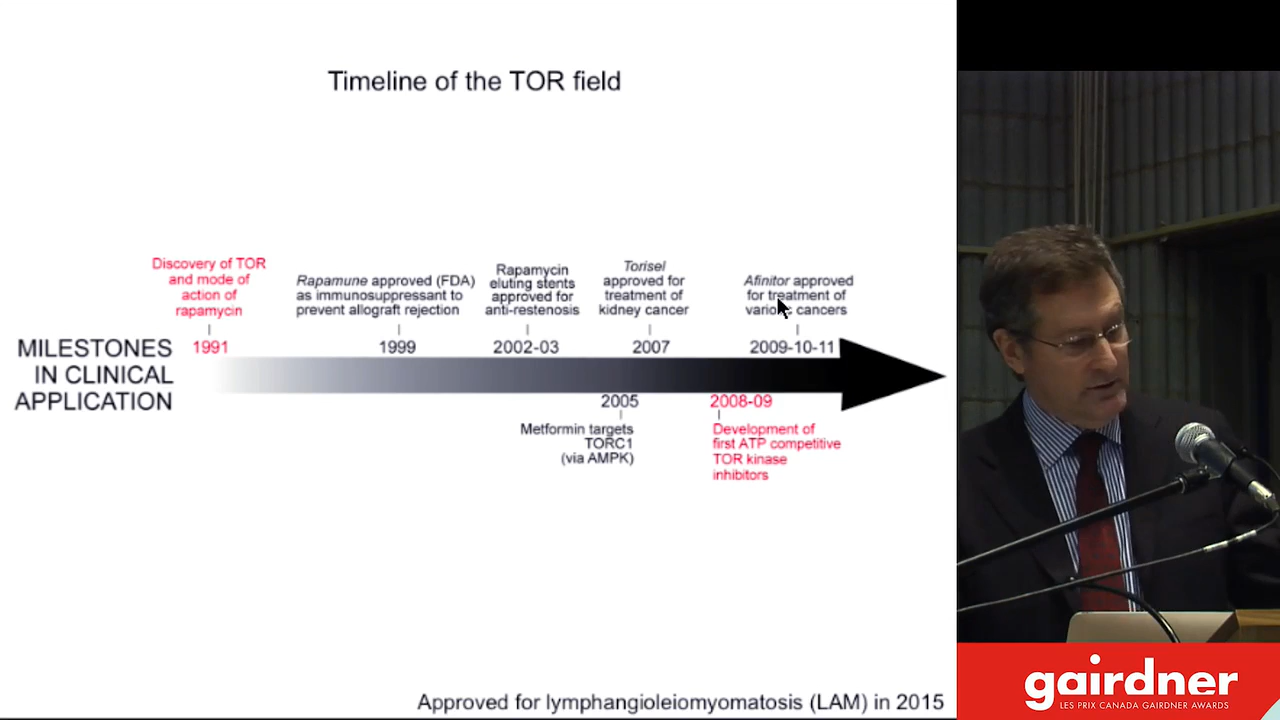 Timeline of the TOR field
Discovery of TOR
and mode of
action of
rapamycin
Rapamune approved (FDA)
as immunosuppressant to
prevent allograft rejection
Rapamycin
eluting stents
approved for
anti-restenosis
Torisel
approved for
treatment of
kidney cancer
Afinitor approved
for treatment of
various cancers
MILESTONES
IN CLINICAL
APPLICATION
1991
1999
2002-03
2007
2009-10-11
2005
Metformin targets
TORC1
(via AMPK)
2008-09
Development of
first ATP competitive
TOR kinase
inhibitors
Approved for lymphangioleiomyomatosis (LAM) in 2015
gairdner
LES PRIX CANADA GAIRDNER AWARDS